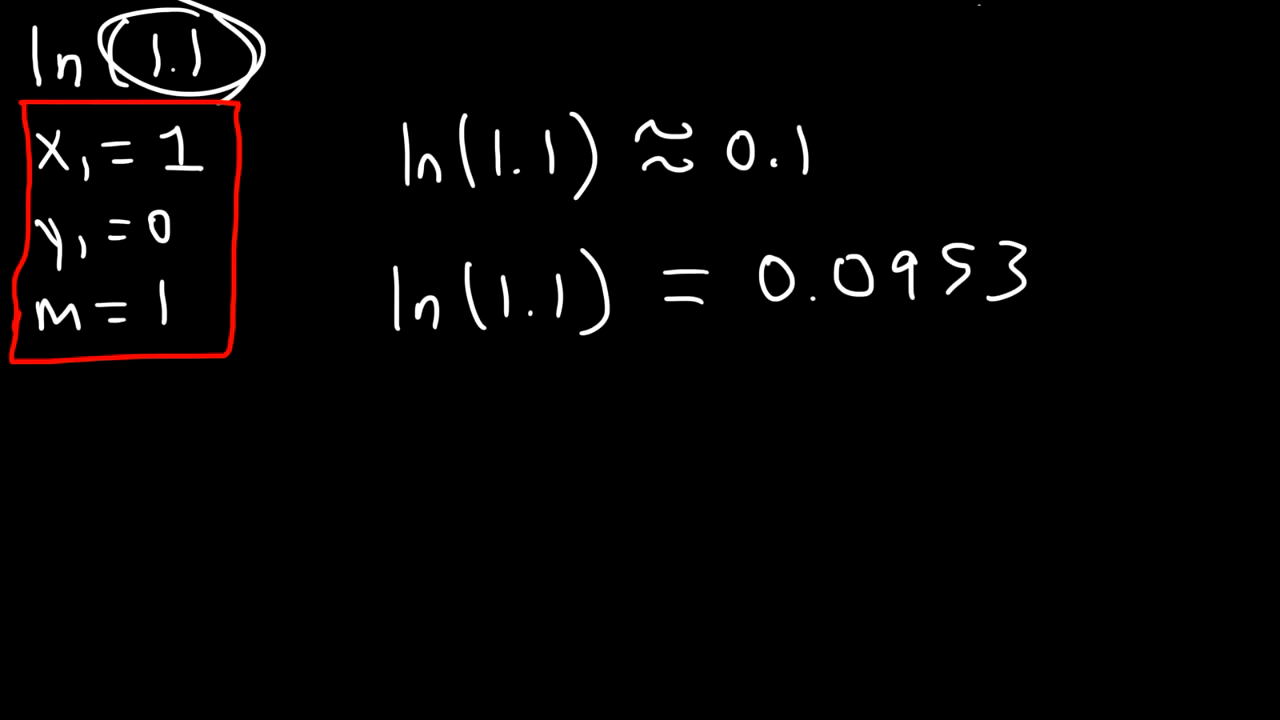 ln(1.1
x₁ = 1
y₁ = 0
m = 1
ln(1.1) ≈ 0.1
ln(1.1) = 0.0953